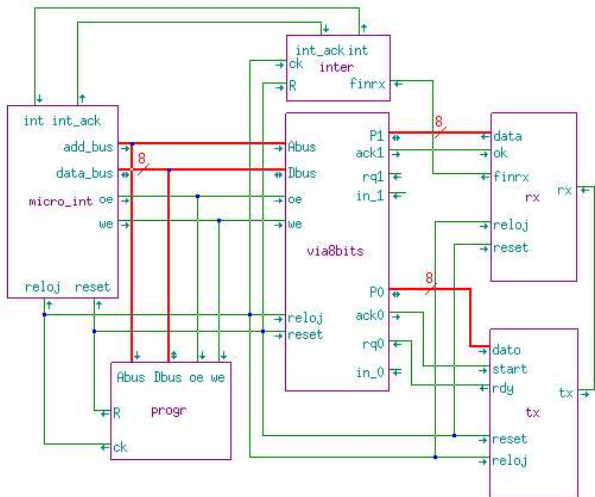 int_ack int
ck
inter
R
finrx
int int_ack
add_bus
8
data_bus
micro_int
oe
we
reloj reset
Abus
Dbus
oe
we
via8bits
reloj
reset
P1
ack1
rq1
in_1
P0
ack0
rq0
in_0
8
data
ok
finrx
rx
rx
reloj
reset
8
dato
start
rdy
tx
tx
reset
reloj
Abus Dbus oe we
R
progr
ck